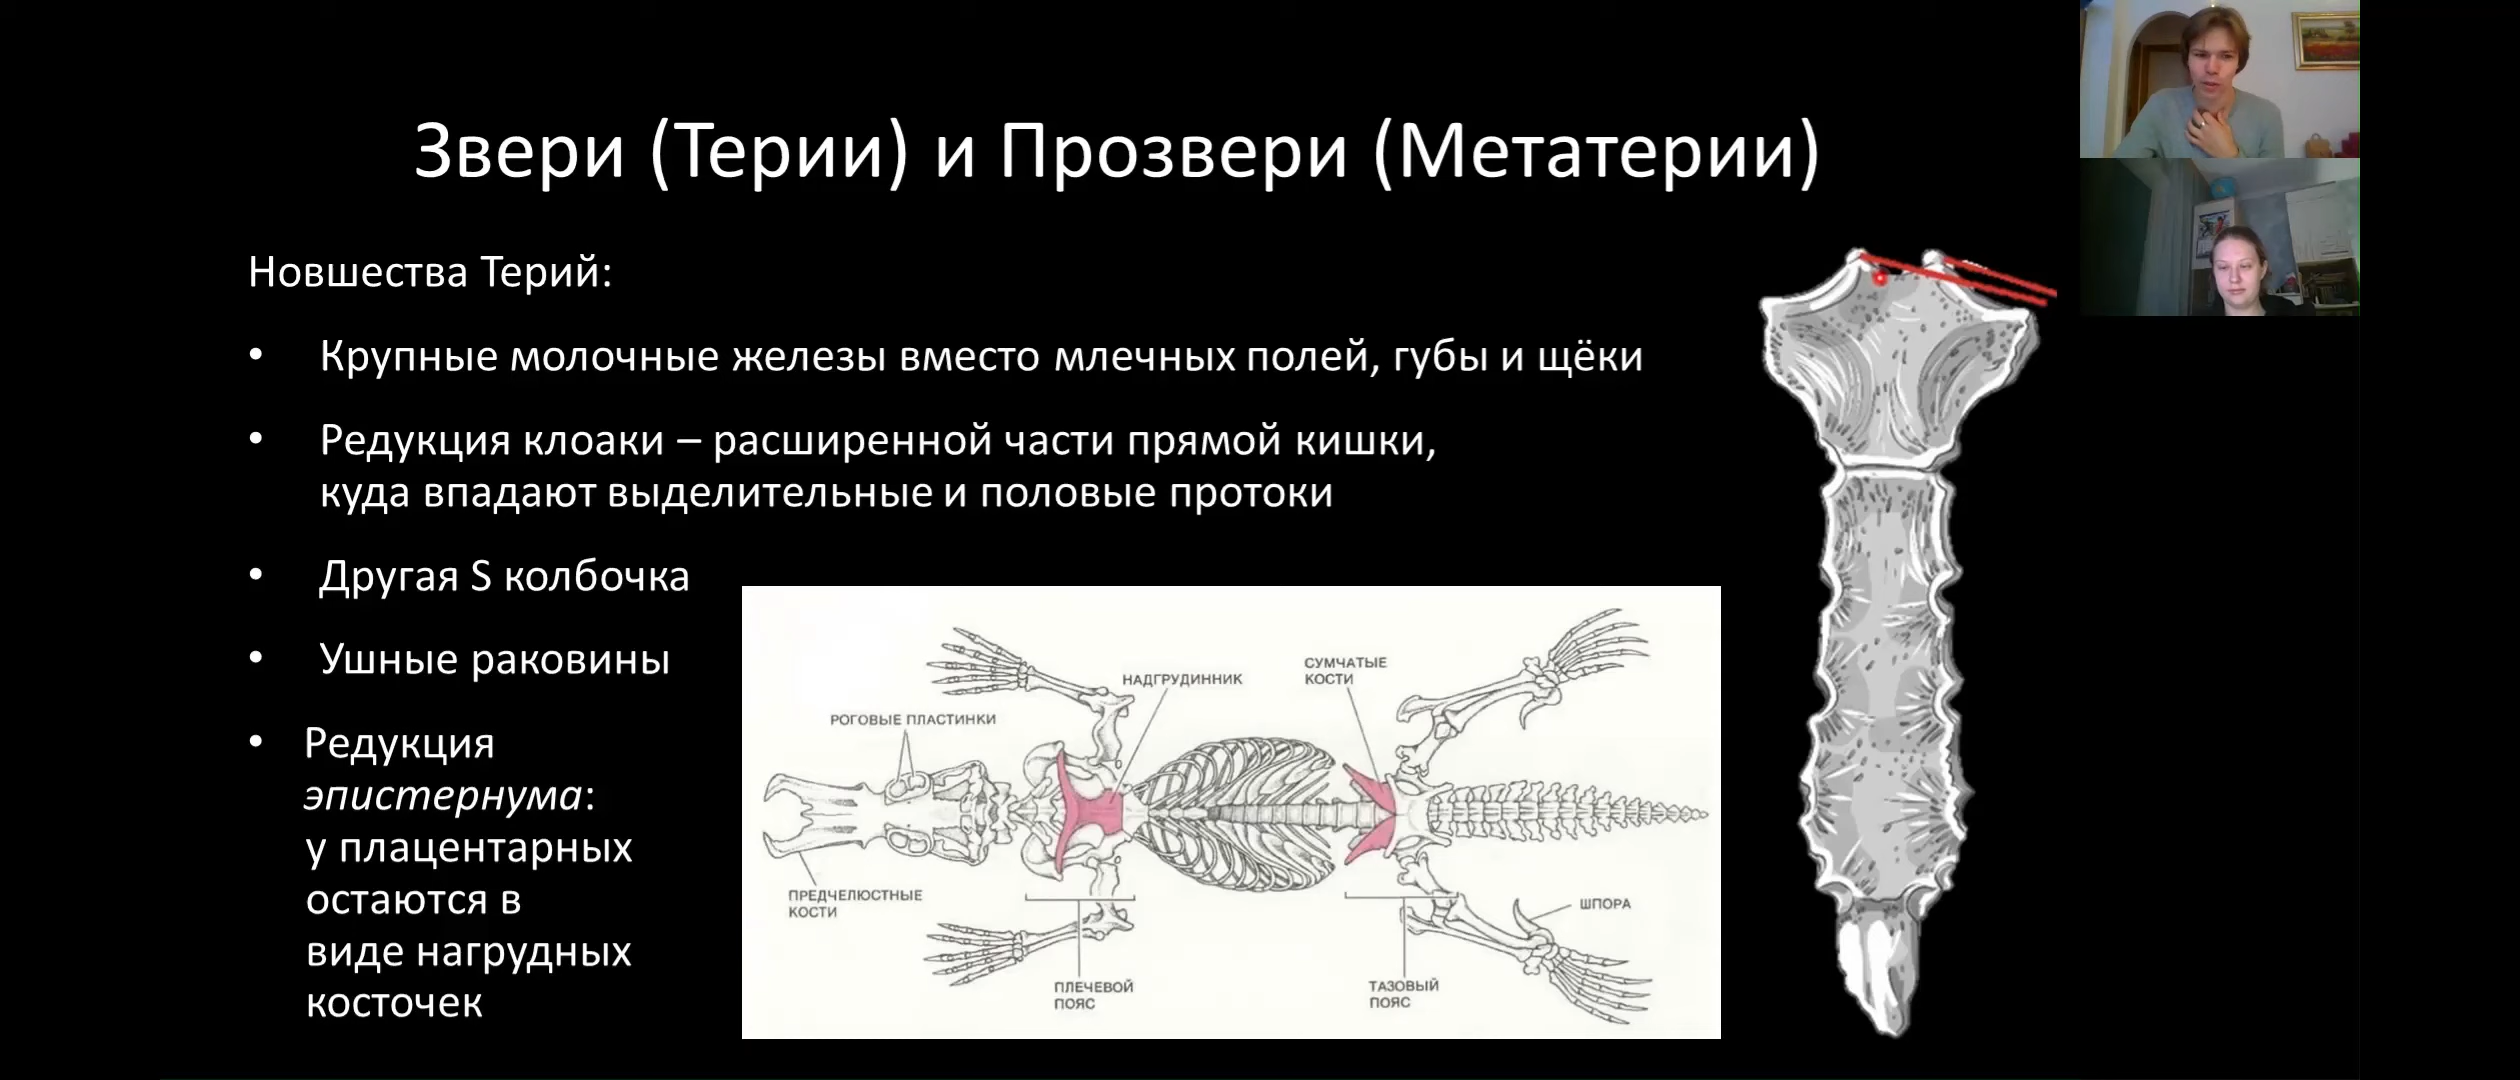 Звери (Терии) и Прозвери (Метатерии)
Новшества Терий:
• Крупные молочные железы вместо млечных полей, губы и щёки
• Редукция клоаки – расширенной части прямой кишки,
куда впадают выделительные и половые протоки
• Другая S колбочка
• Ушные раковины
• Редукция
эпистернума:
у плацентарных
остаются в
виде нагрудных
косточек
НАДГРУДИННИК
СУМЧАТЫЕ
КОСТИ
РОГОВЫЕ ПЛАСТИНКИ
ПРЕДЧЕЛЮСТНЫЕ
КОСТИ
ШПОРА
ПЛЕЧЕВОЙ
ПОЯС
ТАЗОВЫЙ
ПОЯС